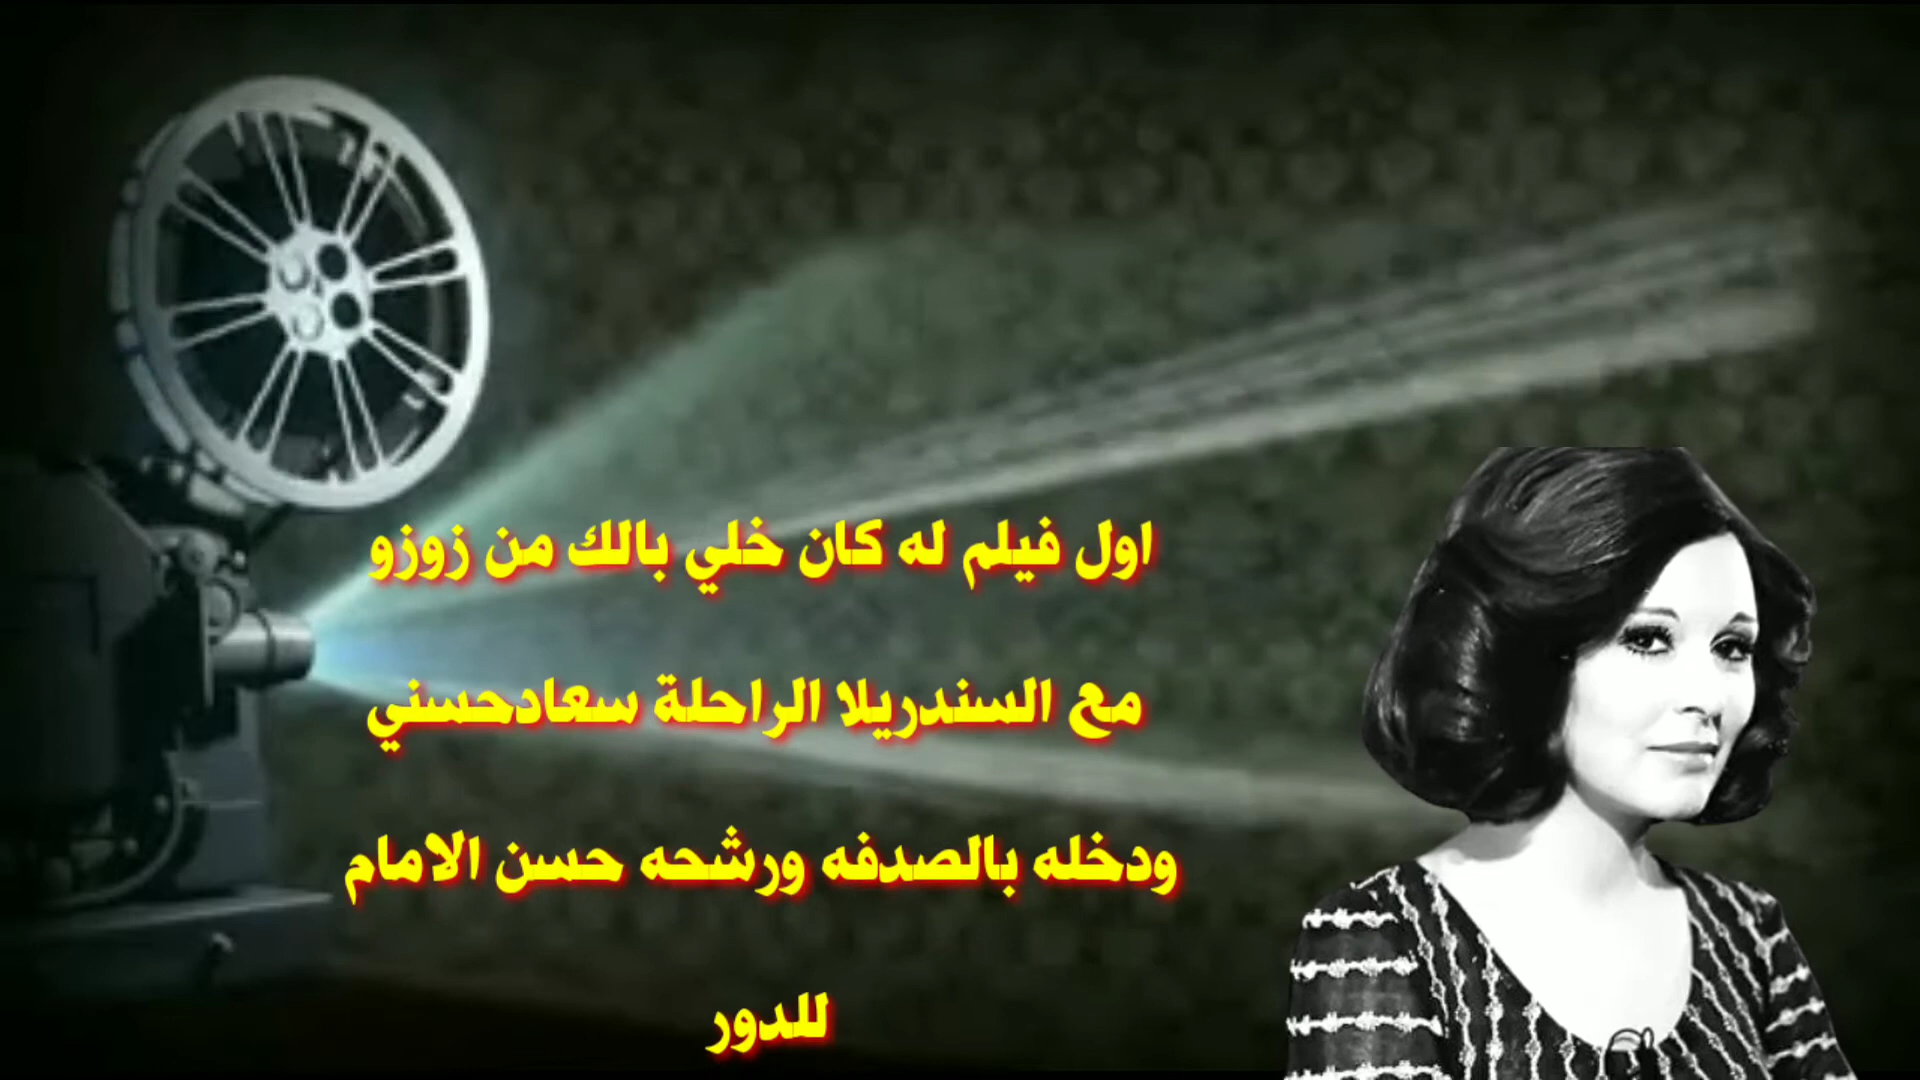 اول فيلم له كان خلي بالك من زوزو
مع السندريلا الراحلة سعادحسني
ودخله بالصدفه ورشحه حسن الامام
للدور